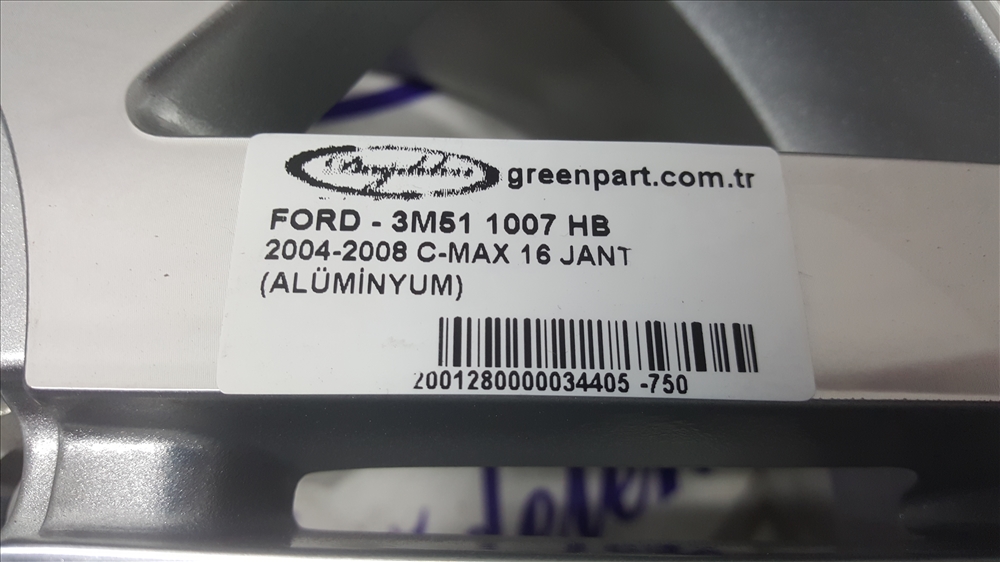 greenpart.com.tr
FORD - 3M51 1007 HB
2004-2008 C-MAX 16 JANT
(ALÜMİNYUM)
2001280000034405 -750